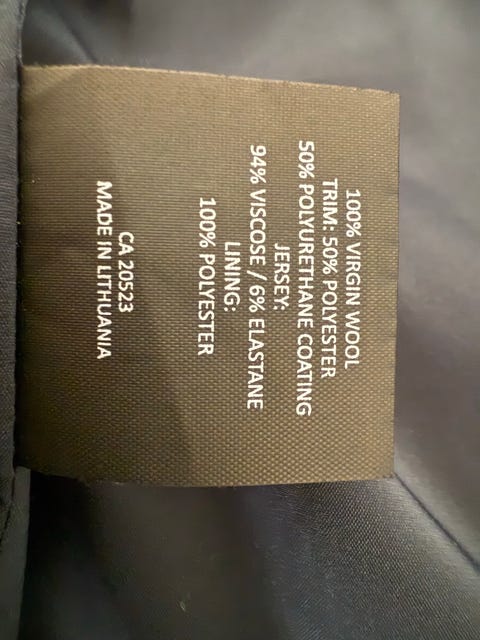 100% VIRGIN WOOL
TRIM: 50% POLYESTER
50% POLYURETHANE COATING
JERSEY:
94% VISCOSE / 6% ELASTANE
LINING:
100% POLYESTER
CA 20523
MADE IN LITHUANIA